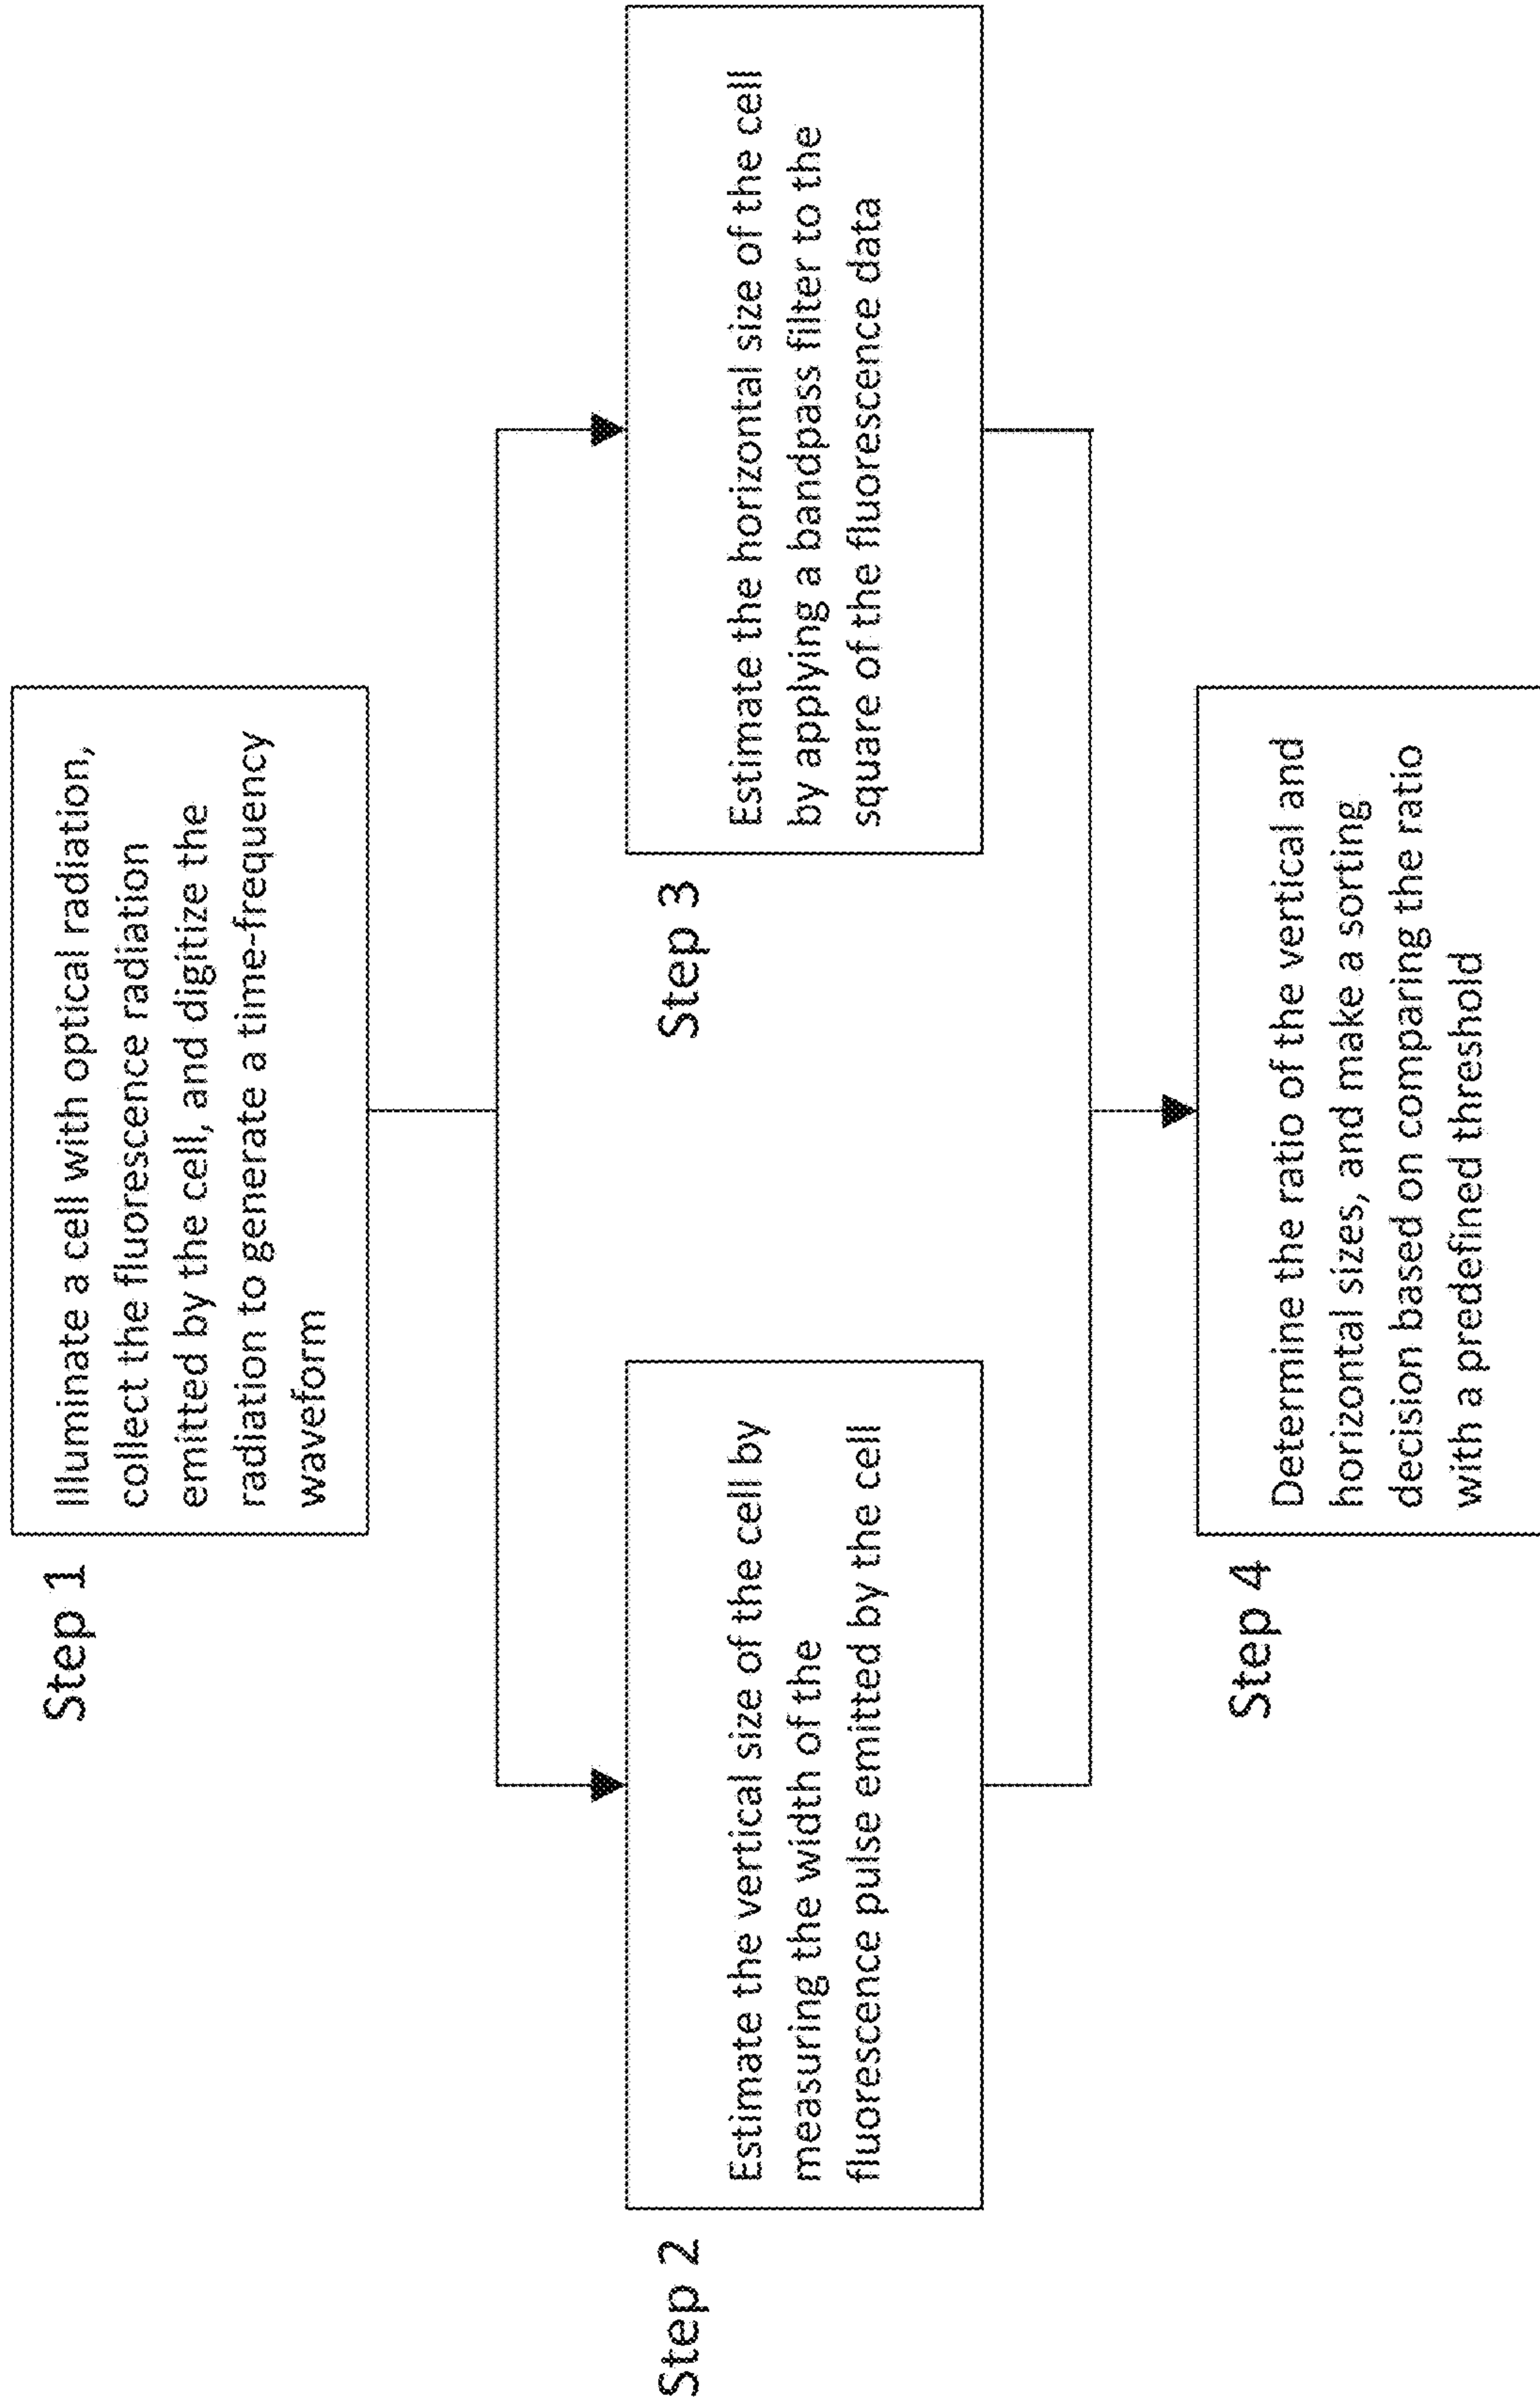 Step 1
Illuminate a cell with optical radiation,
collect the fluorescence radiation
emitted by the cell, and digitize the
radiation to generate a time-frequency
waveform
Step 2
Estimate the vertical size of the cell by
measuring the width of the
fluorescence pulse emitted by the cell
Step 3
Estimate the horizontal size of the cell
by applying a bandpass filter to the
square of the fluorescence data
Step 4
Determine the ratio of the vertical and
horizontal sizes, and make a sorting
decision based on comparing the ratio
with a predefined threshold